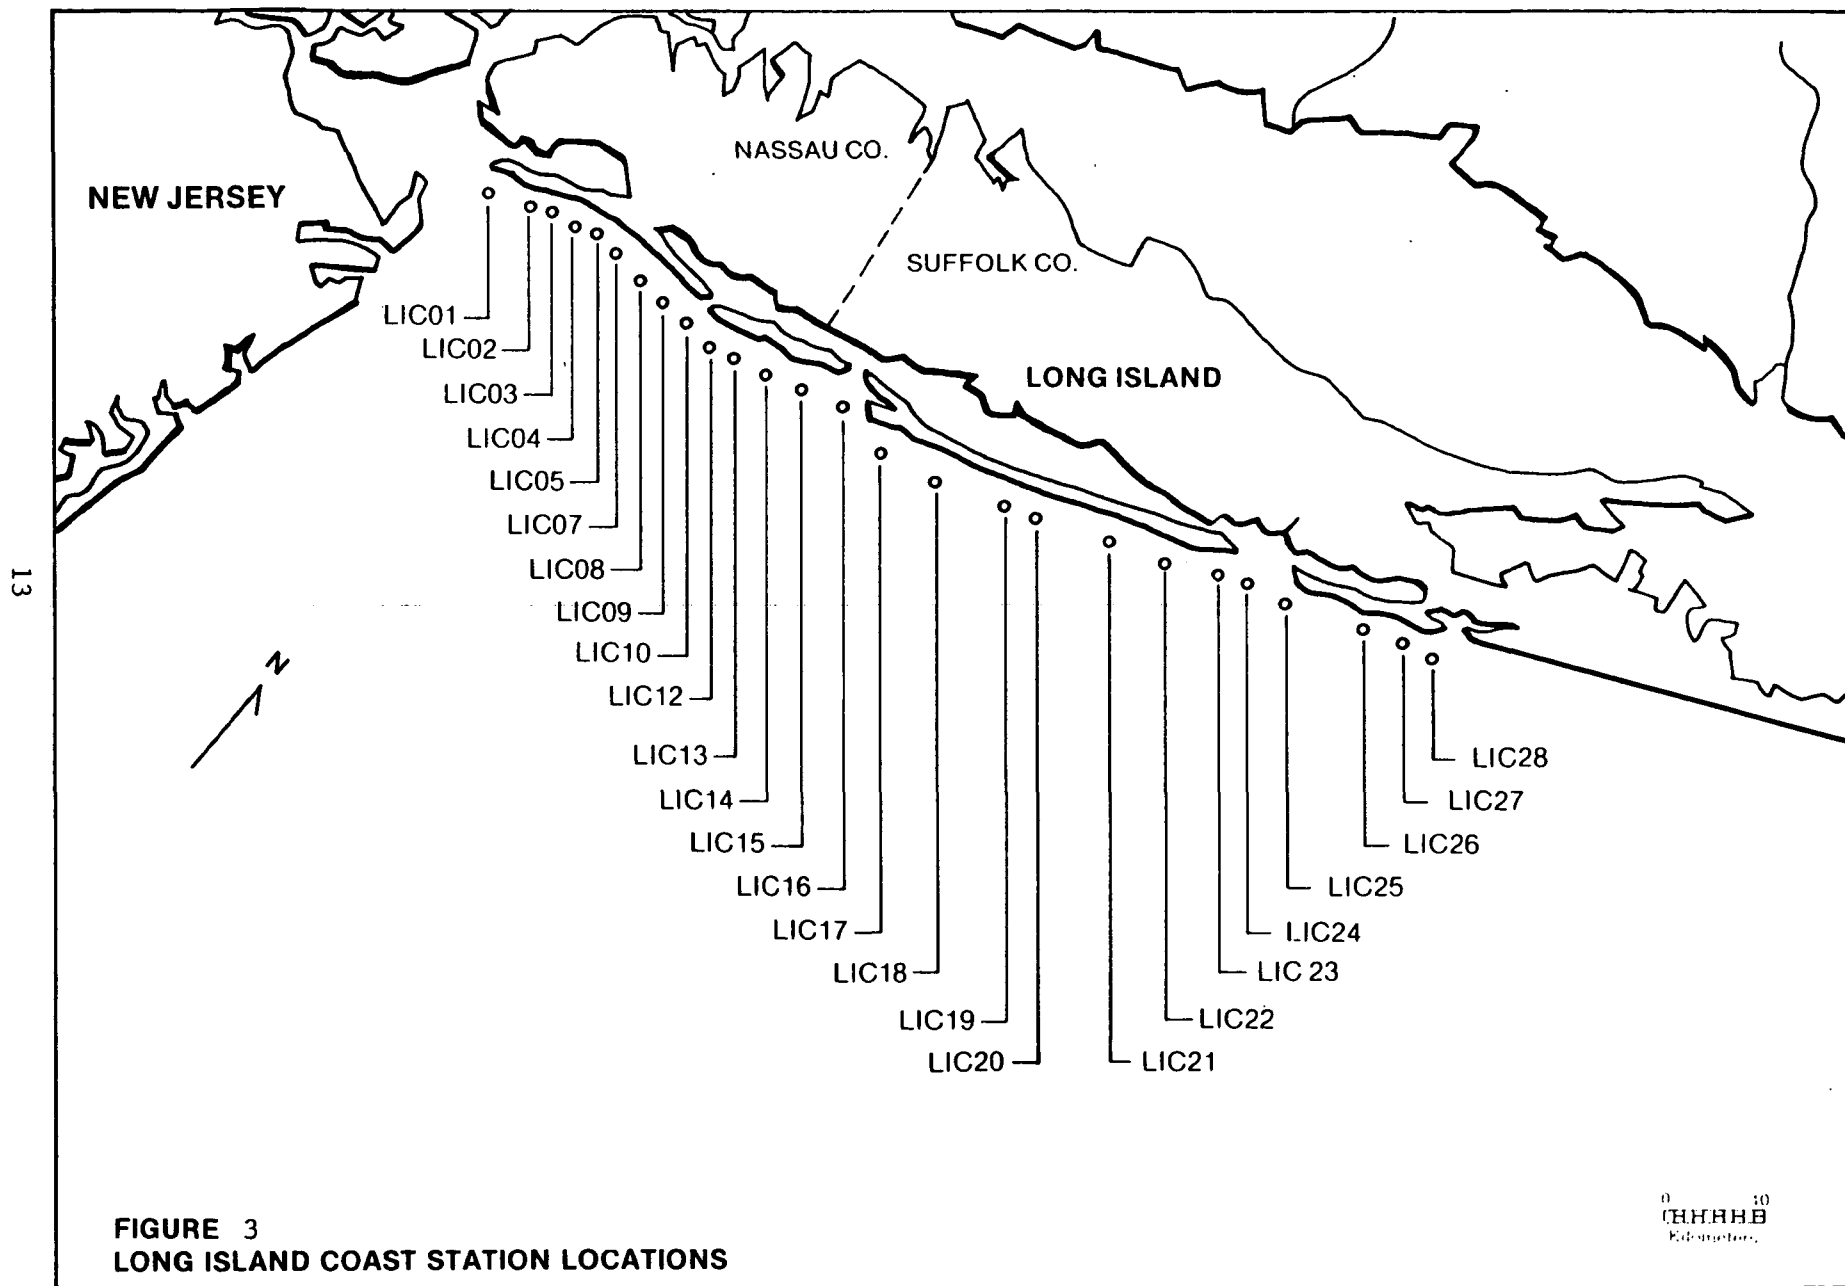 NASSAU CO.
NEW JERSEY
SUFFOLK CO.
LONG ISLAND
LIC01
LIC02
LIC03
LIC04
LIC05
LIC07
LIC08
LIC09
LIC10
LIC12
LIC13
LIC14
LIC15
LIC16
LIC17
LIC18
LIC19
LIC20
LIC21
LIC22
LIC 23
LIC24
LIC25
LIC26
LIC27
LIC28
N
13
0 10
Kilometers
FIGURE 3
LONG ISLAND COAST STATION LOCATIONS